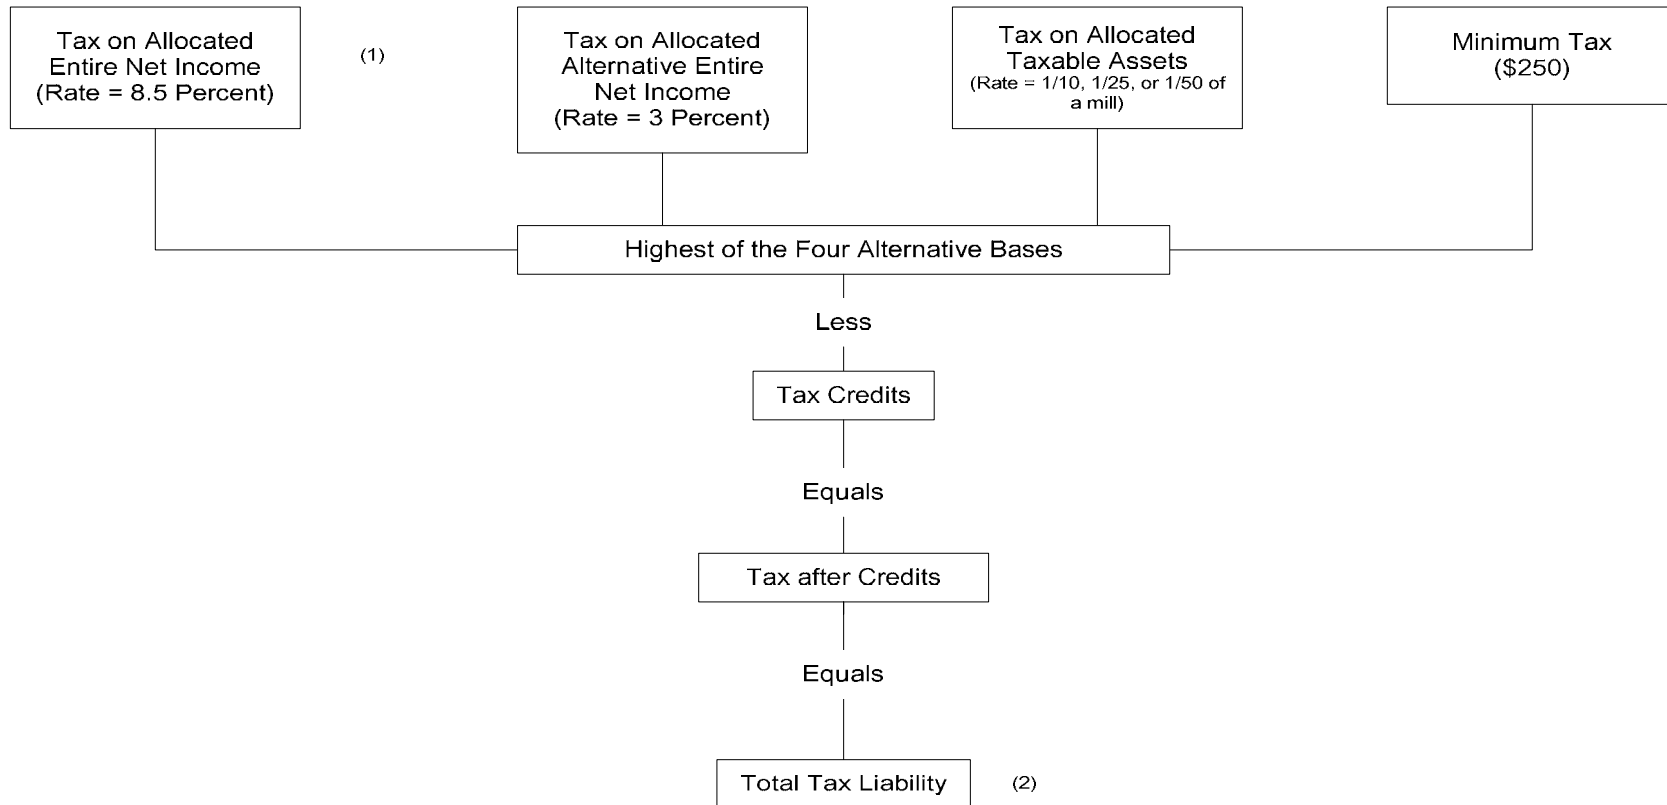 Tax on Allocated
Entire Net Income
(Rate = 8.5 Percent)
(1)
Tax on Allocated
Alternative Entire
Net Income
(Rate = 3 Percent)
Tax on Allocated
Taxable Assets
(Rate = 1/10, 1/25, or 1/50 of
a mill)
Minimum Tax
($250)
Highest of the Four Alternative Bases
Less
Tax Credits
Equals
Tax after Credits
Equals
Total Tax Liability
(2)